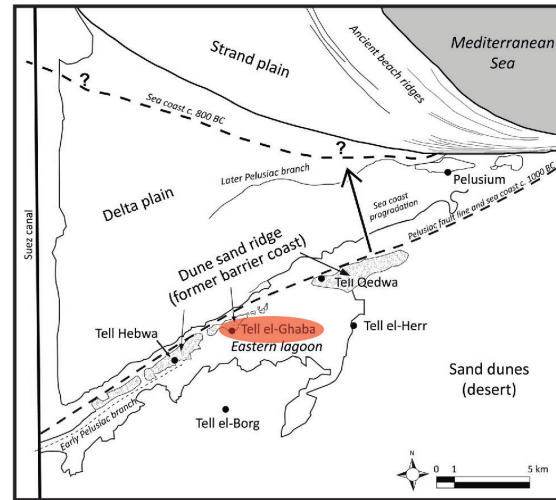 Strand plain
Ancient beach ridges
Mediterranean
Sea
?
Sea coast c. 800 BC
?
Later Pelusiac branch
Pelusium
Delta plain
Sea coast
progradation
Pelusiac fault line and sea coast c. 1000 BC
Suez canal
Dune sand ridge
(former barrier coast)
Tell Qedwa
Tell Hebwa
Tell el-Ghaba
Tell el-Herr
Eastern lagoon
Sand dunes
(desert)
Early Pelusiac branch
Tell el-Borg
N
0 1 5 km